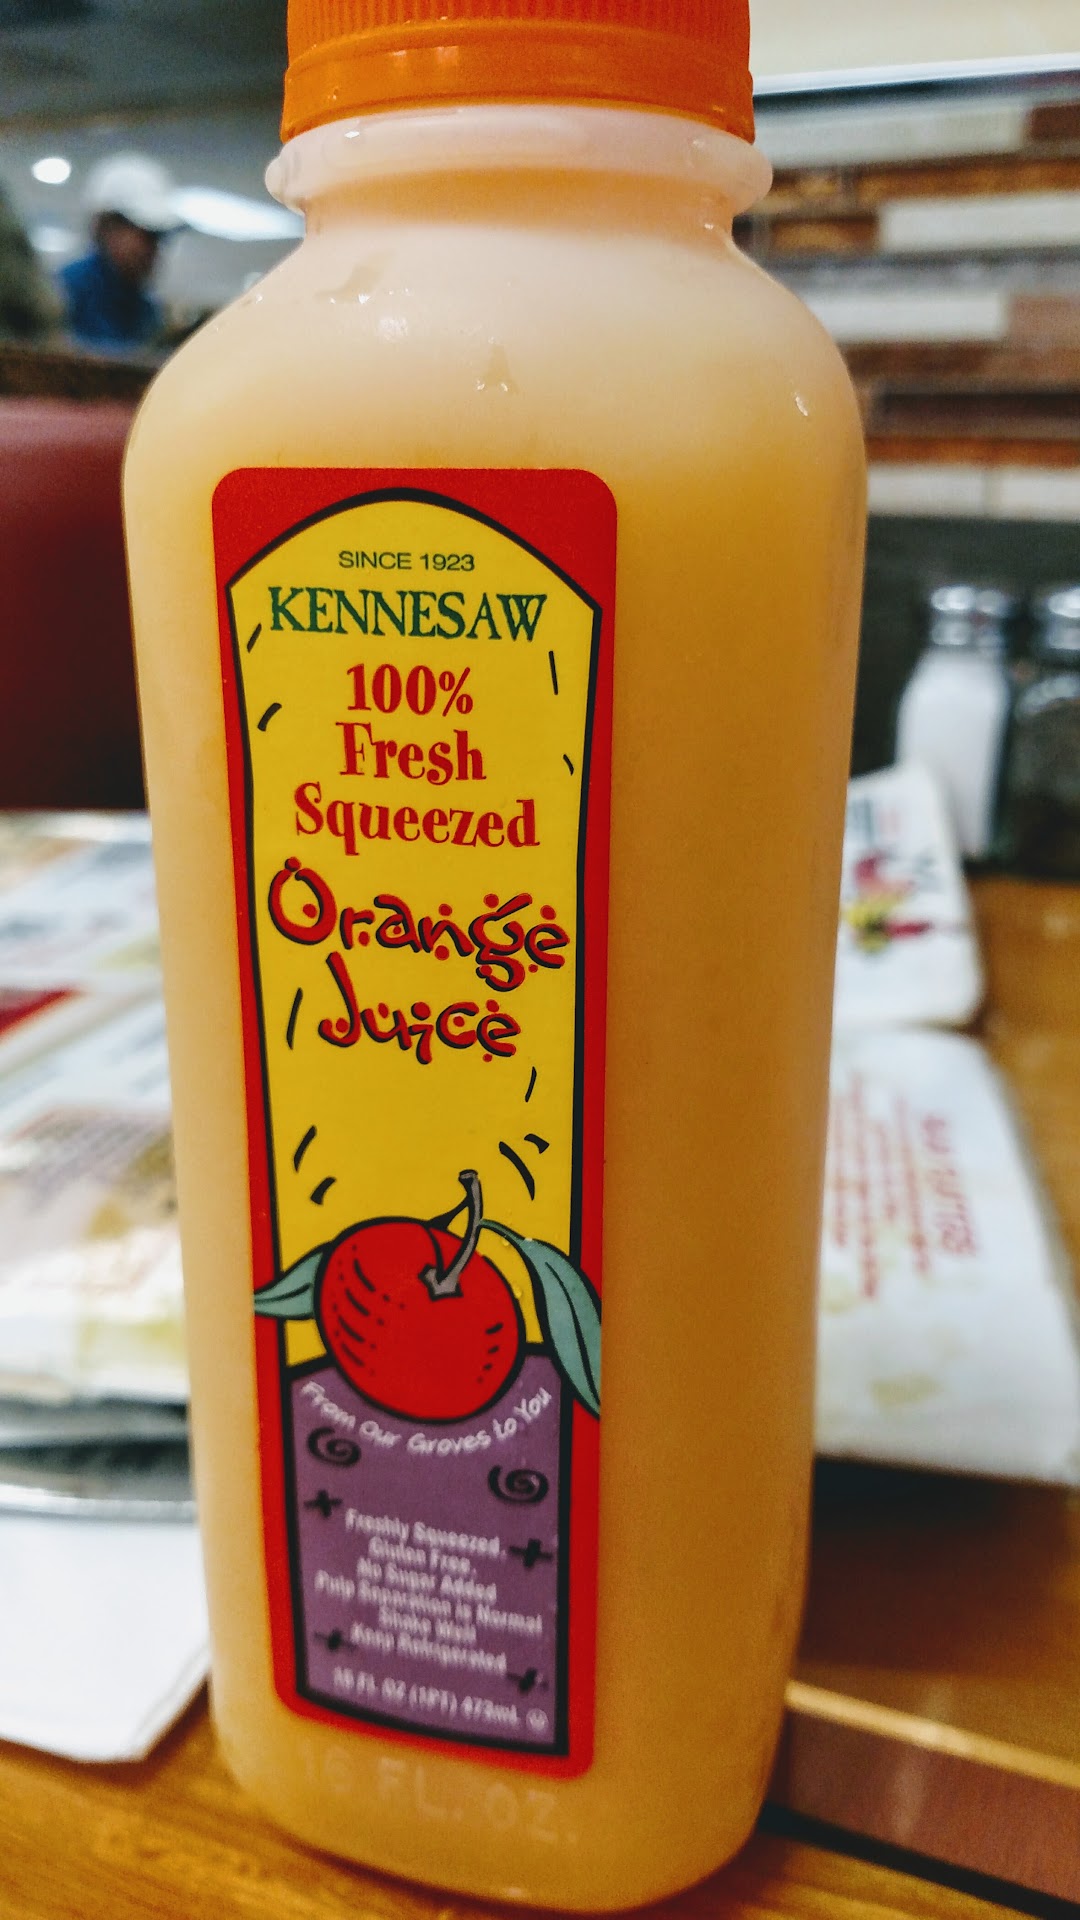 SINCE 1923
KENNESAW
100%
Fresh
Squeezed
Orange
Juice
From Our Groves to You
Freshly Squeezed.
Gluten Free.
No Sugar Added
Pulp Separation is Normal
Shake Well
Keep Refrigerated
16 FL OZ (1PT) 473mL
16 FL. OZ.